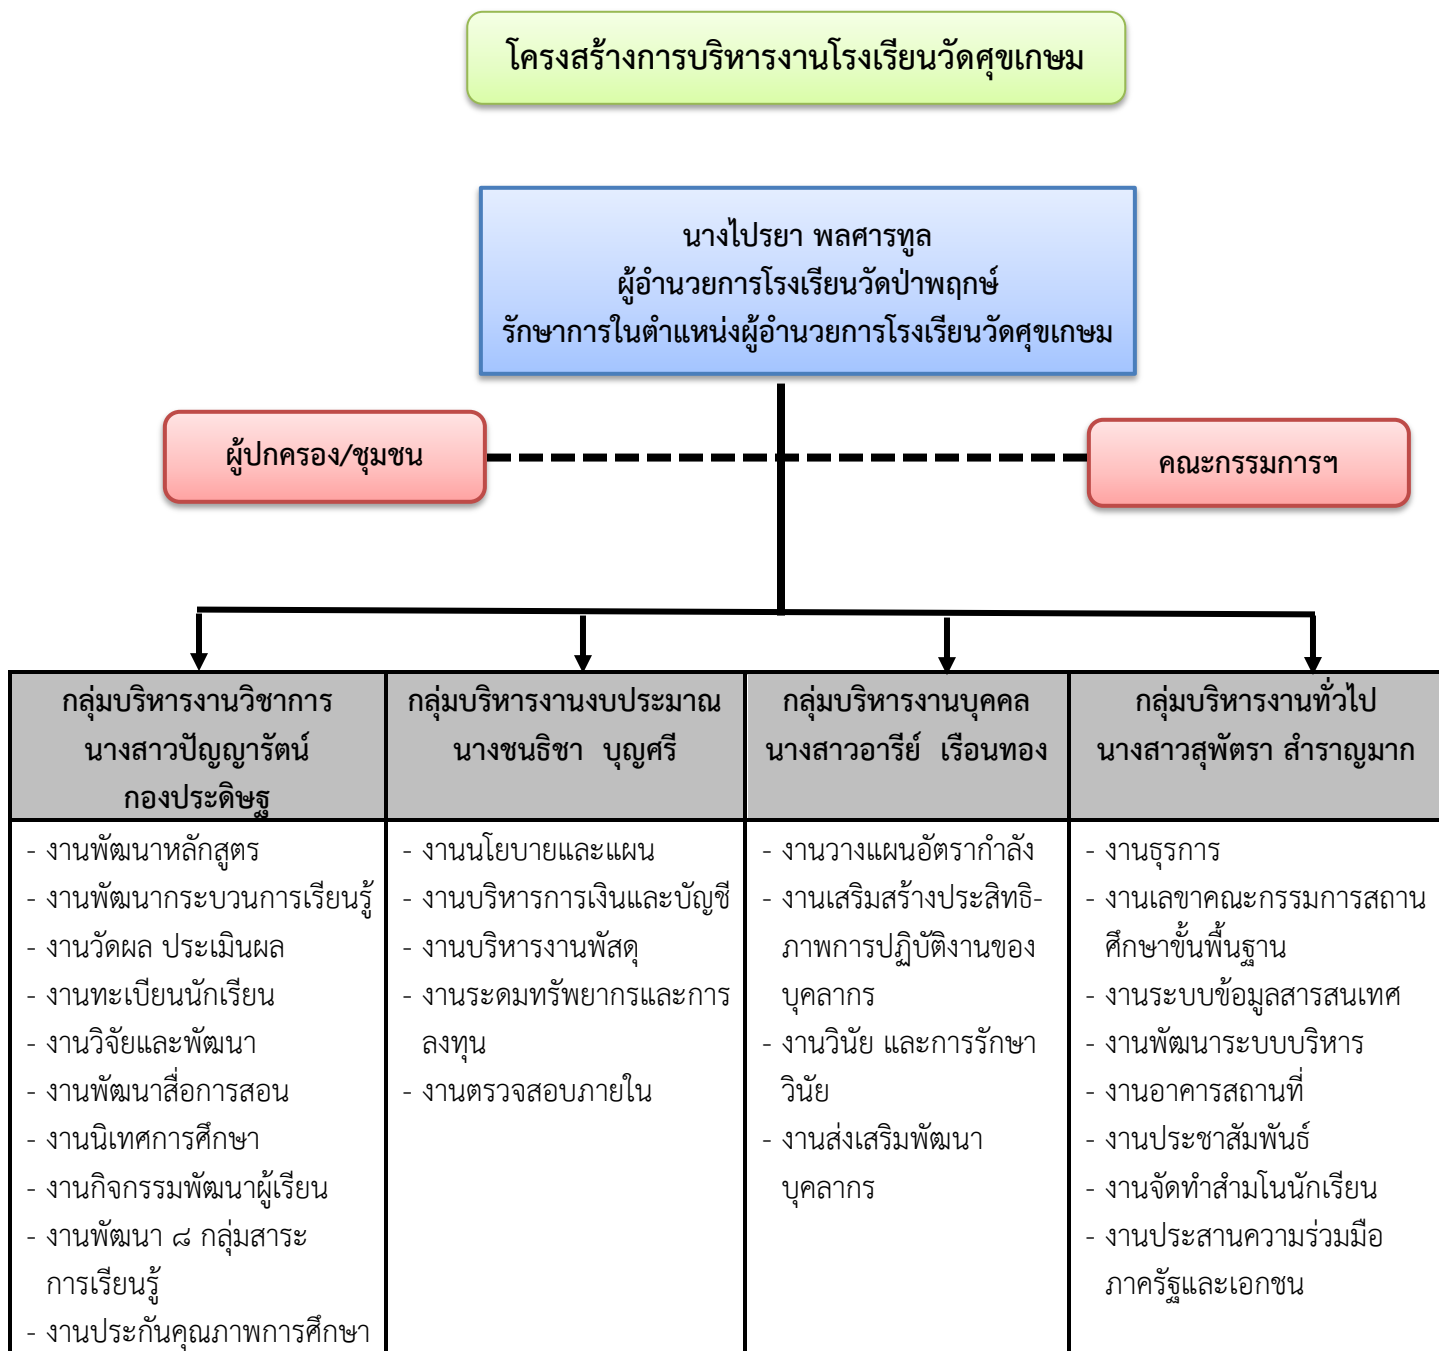 โครงสร้างการบริหารงานโรงเรียนวัดศุขเกษม
นางไปรยา พลศารทูล
ผู้อำนวยการโรงเรียนวัดป่าพฤกษ์
รักษาการในตำแหน่งผู้อำนวยการโรงเรียนวัดศุขเกษม
ผู้ปกครอง/ชุมชน
คณะกรรมการฯ
กลุ่มบริหารงานวิชาการ
นางสาวปัญญารัตน์
กองประดิษฐ
- งานพัฒนาหลักสูตร
- งานพัฒนากระบวนการเรียนรู้
- งานวัดผล ประเมินผล
- งานทะเบียนนักเรียน
- งานวิจัยและพัฒนา
- งานพัฒนาสื่อการสอน
- งานนิเทศการศึกษา
- งานกิจกรรมพัฒนาผู้เรียน
- งานพัฒนา ๘ กลุ่มสาระ
การเรียนรู้
- งานประกันคุณภาพการศึกษา
กลุ่มบริหารงานงบประมาณ
นางชนธิชา บุญศรี
- งานนโยบายและแผน
- งานบริหารการเงินและบัญชี
- งานบริหารงานพัสดุ
- งานระดมทรัพยากรและการ
ลงทุน
- งานตรวจสอบภายใน
กลุ่มบริหารงานบุคคล
นางสาวอารีย์ เรือนทอง
- งานวางแผนอัตรากำลัง
- งานเสริมสร้างประสิทธิ-
ภาพการปฏิบัติงานของ
บุคลากร
- งานวินัย และการรักษา
วินัย
- งานส่งเสริมพัฒนา
บุคลากร
กลุ่มบริหารงานทั่วไป
นางสาวสุพัตรา สำราญมาก
- งานธุรการ
- งานเลขาคณะกรรมการสถาน
ศึกษาขั้นพื้นฐาน
- งานระบบข้อมูลสารสนเทศ
- งานพัฒนาระบบบริหาร
- งานอาคารสถานที่
- งานประชาสัมพันธ์
- งานจัดทำสำมโนนักเรียน
- งานประสานความร่วมมือ
ภาครัฐและเอกชน